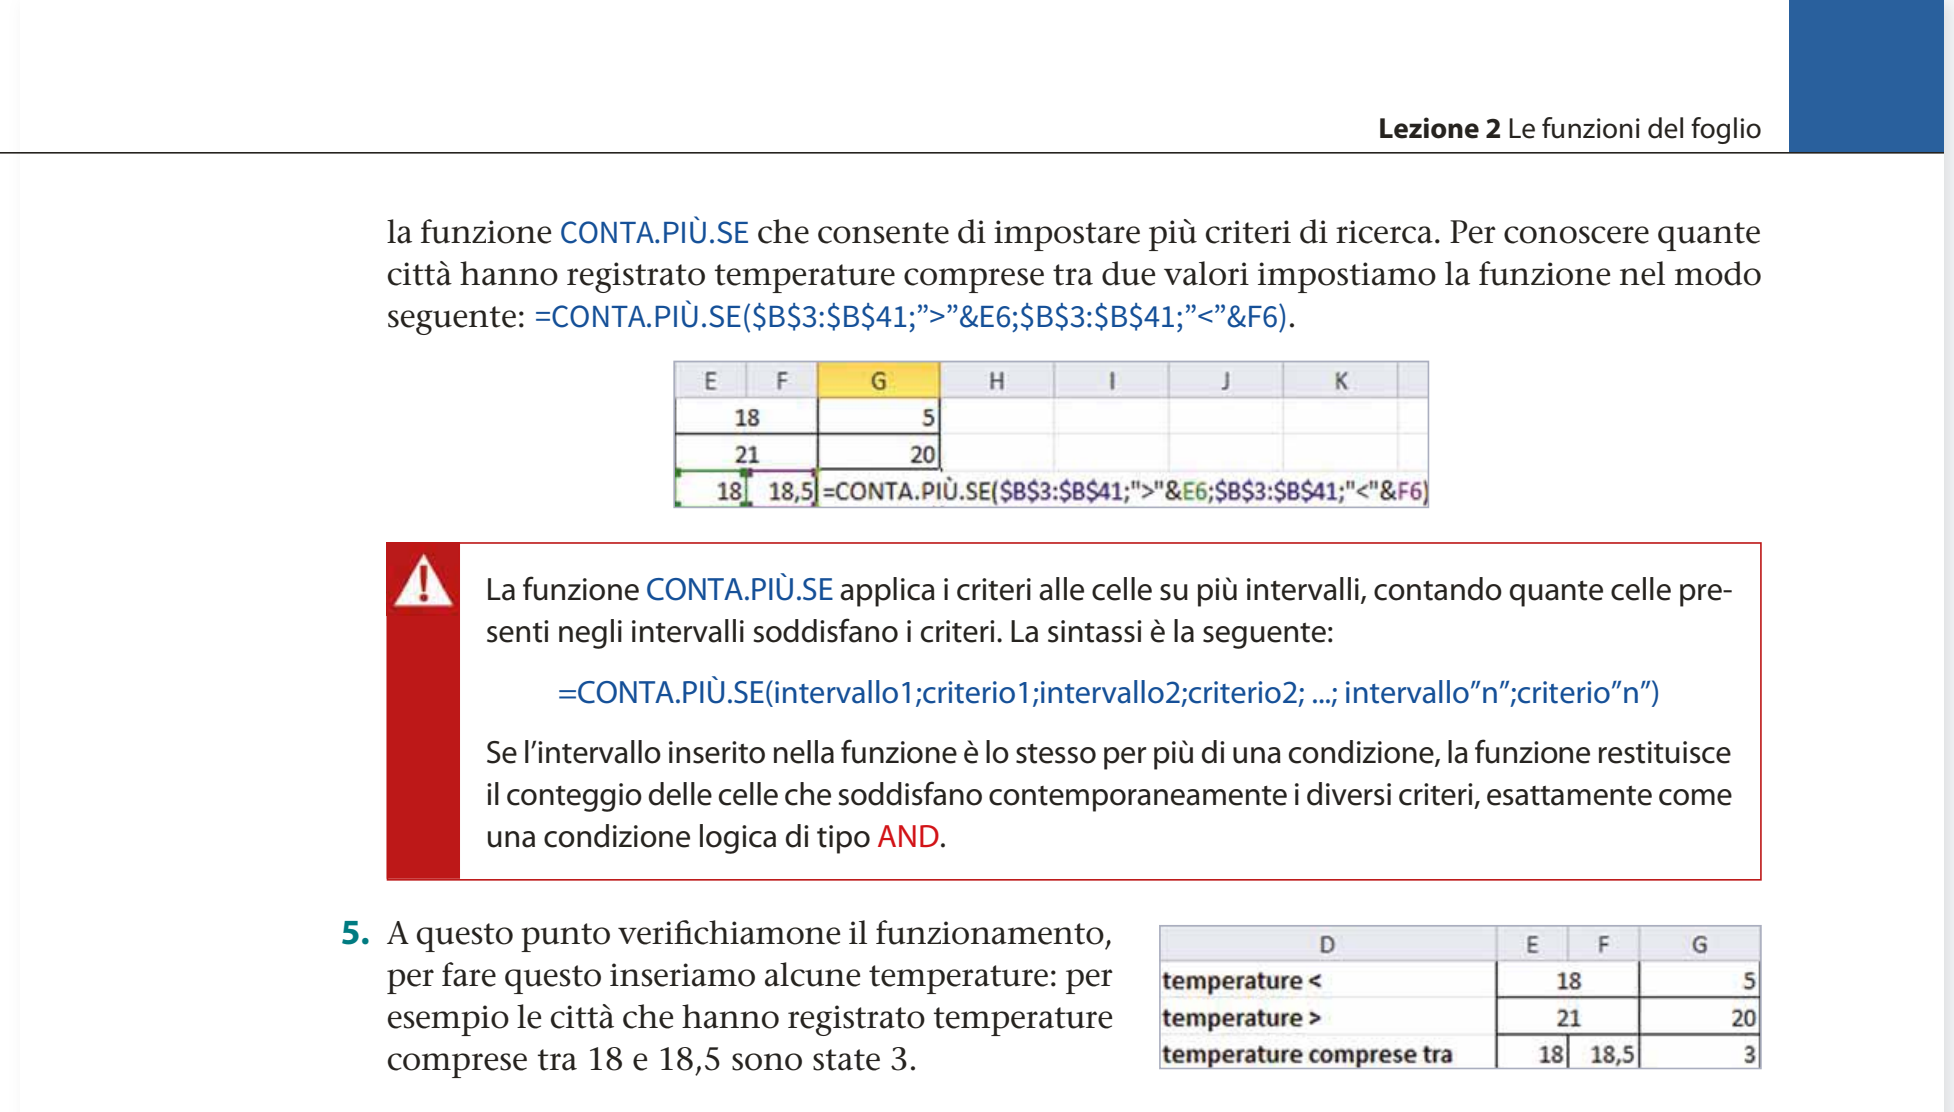 Lezione 2 Le funzioni del foglio
la funzione CONTA.PIÙ.SE che consente di impostare più criteri di ricerca. Per conoscere quante
città hanno registrato temperature comprese tra due valori impostiamo la funzione nel modo
seguente: =CONTA.PIÙ.SE($B$3:$B$41;”>”&E6;$B$3:$B$41;”<”&F6).
E F G H I J K
18 5
21 20
18 18,5 =CONTA.PIÙ.SE($B$3:$B$41;">"&E6;$B$3:$B$41;"<"&F6)
La funzione CONTA.PIÙ.SE applica i criteri alle celle su più intervalli, contando quante celle pre-
senti negli intervalli soddisfano i criteri. La sintassi è la seguente:
=CONTA.PIÙ.SE(intervallo1;criterio1;intervallo2;criterio2; ...; intervallo”n”;criterio”n”)
Se l’intervallo inserito nella funzione è lo stesso per più di una condizione, la funzione restituisce
il conteggio delle celle che soddisfano contemporaneamente i diversi criteri, esattamente come
una condizione logica di tipo AND.
5. A questo punto verifichiamone il funzionamento,
per fare questo inseriamo alcune temperature: per
esempio le città che hanno registrato temperature
comprese tra 18 e 18,5 sono state 3.
D E F G
temperature < 18 5
temperature > 21 20
temperature comprese tra 18 18,5 3